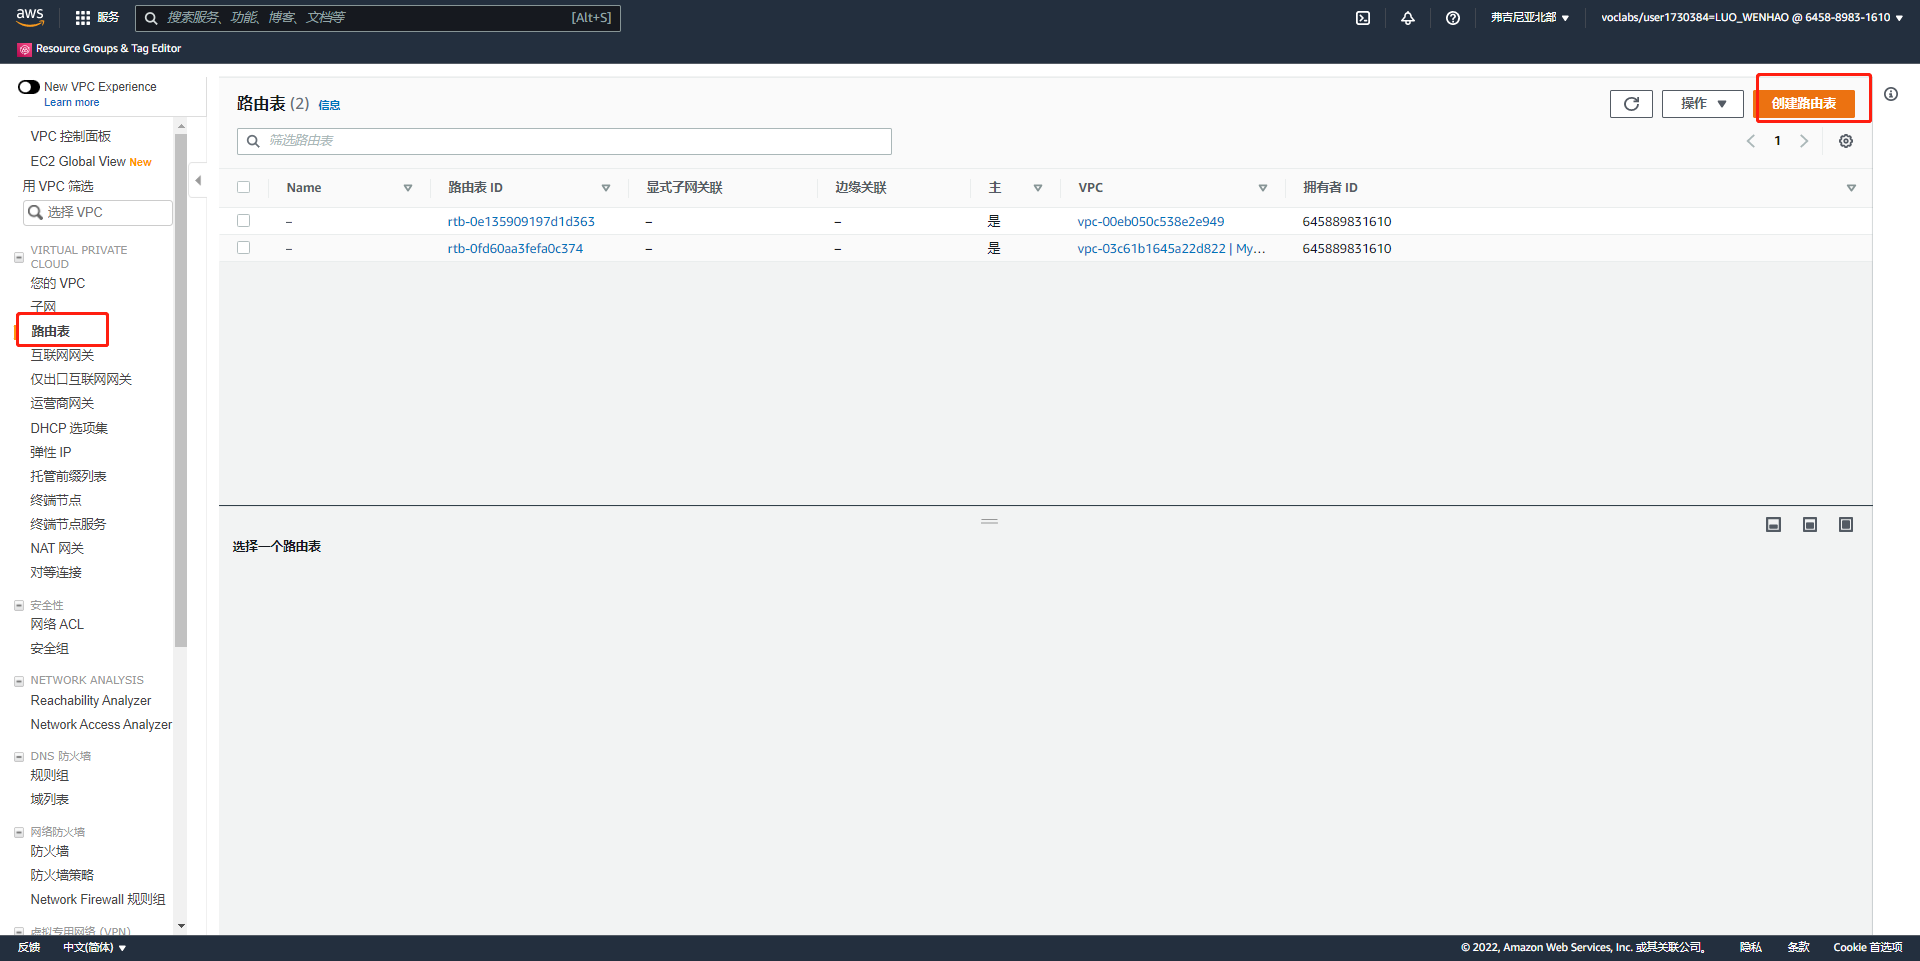 aws
服务
搜索服务、功能、博客、文档等
[Alt+S]
弗吉尼亚北部
voclabs/user1730384=LUO_WENHAO @ 6458-8983-1610
Resource Groups & Tag Editor
New VPC Experience
Learn more
VPC 控制面板
EC2 Global View New
用 VPC 筛选
选择 VPC
VIRTUAL PRIVATE
CLOUD
您的 VPC
子网
路由表
互联网网关
仅出口互联网网关
运营商网关
DHCP 选项集
弹性 IP
托管前缀列表
终端节点
终端节点服务
NAT 网关
对等连接
安全性
网络 ACL
安全组
NETWORK ANALYSIS
Reachability Analyzer
Network Access Analyzer
DNS 防火墙
规则组
域列表
网络防火墙
防火墙
防火墙策略
Network Firewall 规则组
虚拟专用网络 (VPN)
路由表 (2) 信息
操作
创建路由表
筛选路由表
1
Name 路由表 ID 显式子网关联 边缘关联 主 VPC 拥有者 ID
– rtb-0e135909197d1d363 – – 是 vpc-00eb050c538e2e949 645889831610
– rtb-0fd60aa3fefa0c374 – – 是 vpc-03c61b1645a22d822 | My... 645889831610
选择一个路由表
反馈
中文(简体)
© 2022, Amazon Web Services, Inc. 或其关联公司。
隐私
条款
Cookie 首选项